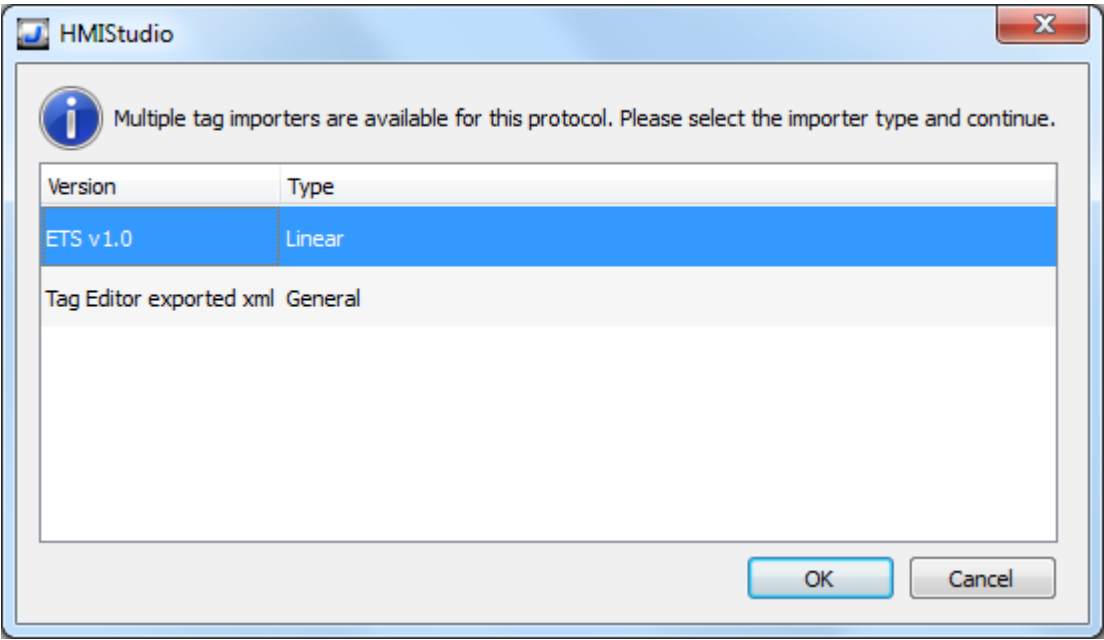 HMIStudio
Multiple tag importers are available for this protocol. Please select the importer type and continue.
Version Type
ETS v1.0 Linear
Tag Editor exported xml General
OK Cancel